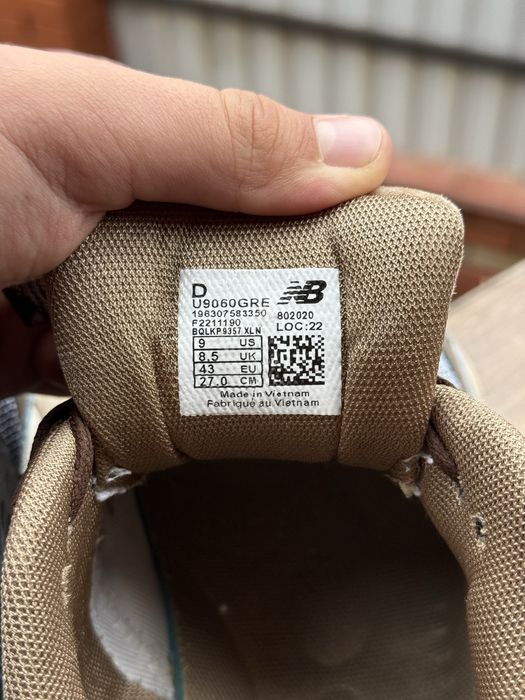 D
U9060GRE NB
196307583350 802020
F2211190 LOC:22
BQLKP9357 XLN
9 US
8.5 UK
43 EU
27.0 CM
Made in Vietnam
Fabriqué au Vietnam